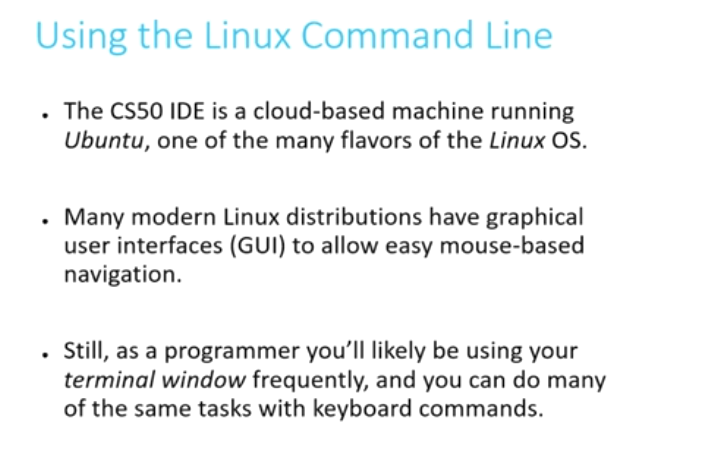 Using the Linux Command Line
• The CS50 IDE is a cloud-based machine running
Ubuntu, one of the many flavors of the Linux OS.
• Many modern Linux distributions have graphical
user interfaces (GUI) to allow easy mouse-based
navigation.
• Still, as a programmer you’ll likely be using your
terminal window frequently, and you can do many
of the same tasks with keyboard commands.